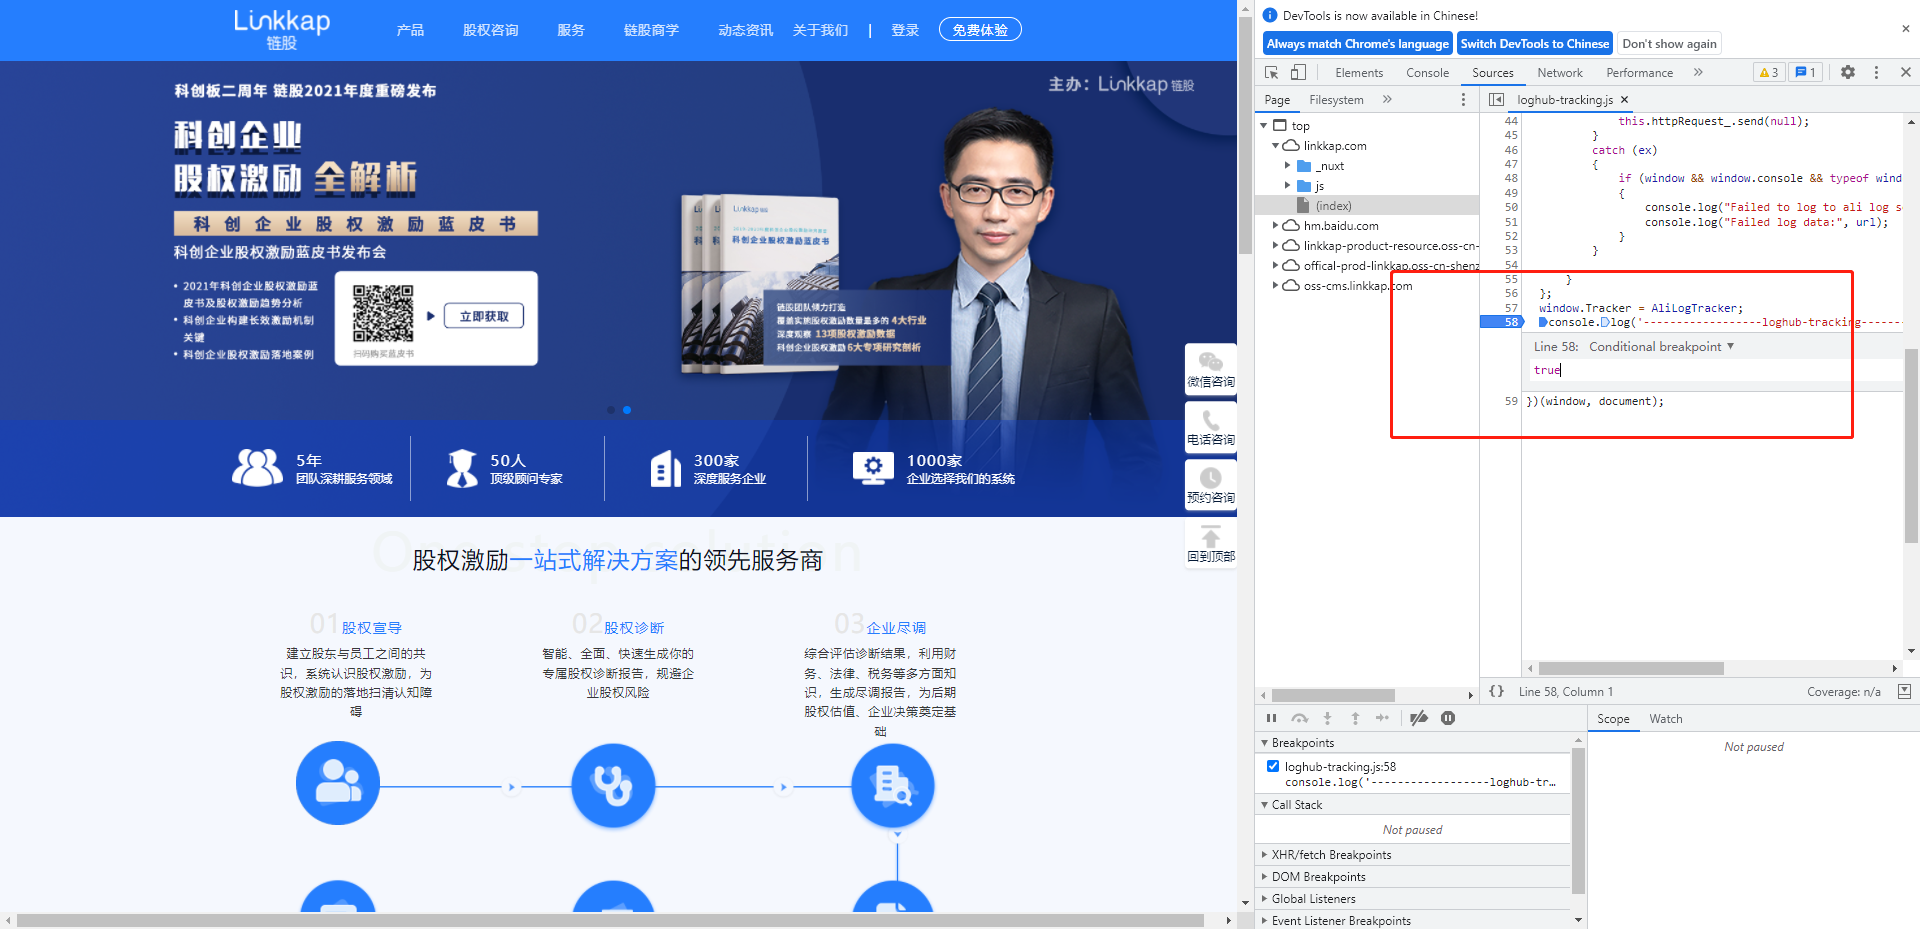 Linkkap
链股
产品
股权咨询
服务
链股商学
动态资讯
关于我们
|
登录
免费体验
科创板二周年 链股2021年度重磅发布
主办：Linkkap 链股
科创企业
股权激励 全解析
科创企业股权激励蓝皮书
科创企业股权激励蓝皮书发布会
• 2021年科创企业股权激励蓝
皮书及股权激励趋势分析
• 科创企业构建长效激励机制
关键
• 科创企业股权激励落地案例
立即获取
扫码购买蓝皮书
Linkkap
科创企业股权激励蓝皮书
链股团队倾力打造
覆盖实施股权激励数量最多的 4大行业
深度观察 13项股权激励数据
科创企业激励 6大专项研究剖析
微信咨询
电话咨询
预约咨询
回到顶部
5年
团队深耕服务领域
50人
顶级顾问专家
300家
深度服务企业
1000家
企业选择我们的系统
One-stop solution
股权激励一站式解决方案的领先服务商
01股权宣导
建立股东与员工之间的共
识，系统认识股权激励，为
股权激励的落地扫清认知障
碍
02股权诊断
智能、全面、快速生成你的
专属股权诊断报告，规避企
业股权风险
03企业尽调
综合评估诊断结果，利用财
务、法律、税务等多方面知
识，生成尽调报告，为后期
股权估值、企业决策奠定基
础
DevTools is now available in Chinese!
Always match Chrome's language
Switch DevTools to Chinese
Don't show again
Elements
Console
Sources
Network
Performance
3
1
Page
Filesystem
loghub-tracking.js
top
linkkap.com
_nuxt
js
(index)
hm.baidu.com
linkkap-product-resource.oss-cn-
offical-prod-linkkap.oss-cn-shenz
oss-cms.linkkap.com
44 this.httpRequest_.send(null);
45 }
46 catch (ex)
47 {
48 if (window && window.console && typeof wind
49 {
50 console.log("Failed to log to ali log s
51 console.log("Failed log data:", url);
52 }
53 }
54
55 }
56 };
57 window.Tracker = AliLogTracker;
58 console.log('------------------loghub-tracking-------
Line 58: Conditional breakpoint
true
59 })(window, document);
{} Line 58, Column 1
Coverage: n/a
Scope
Watch
Not paused
Breakpoints
loghub-tracking.js:58
console.log('------------------loghub-tr…
Call Stack
Not paused
XHR/fetch Breakpoints
DOM Breakpoints
Global Listeners
Event Listener Breakpoints